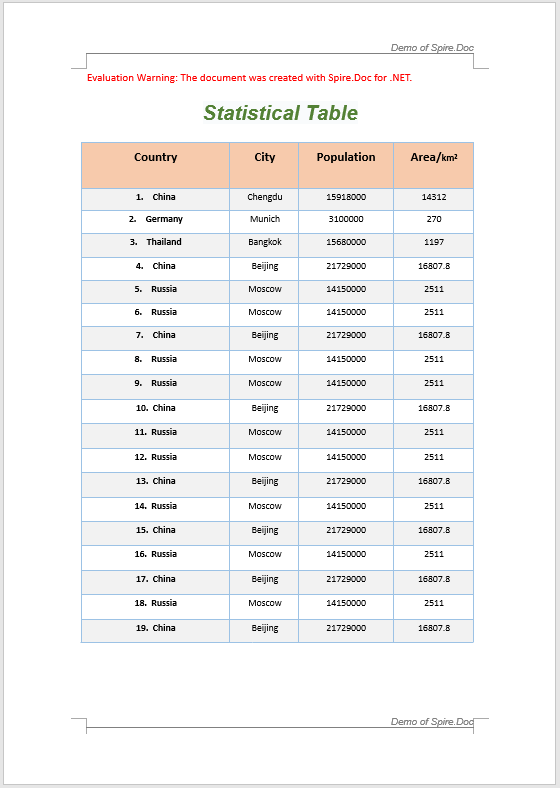 Demo of Spire.Doc
Evaluation Warning: The document was created with Spire.Doc for .NET.
Statistical Table
Country City Population Area/km²
1. China Chengdu 15918000 14312
2. Germany Munich 3100000 270
3. Thailand Bangkok 15680000 1197
4. China Beijing 21729000 16807.8
5. Russia Moscow 14150000 2511
6. Russia Moscow 14150000 2511
7. China Beijing 21729000 16807.8
8. Russia Moscow 14150000 2511
9. Russia Moscow 14150000 2511
10. China Beijing 21729000 16807.8
11. Russia Moscow 14150000 2511
12. Russia Moscow 14150000 2511
13. China Beijing 21729000 16807.8
14. Russia Moscow 14150000 2511
15. China Beijing 21729000 16807.8
16. Russia Moscow 14150000 2511
17. China Beijing 21729000 16807.8
18. Russia Moscow 14150000 2511
19. China Beijing 21729000 16807.8
Demo of Spire.Doc